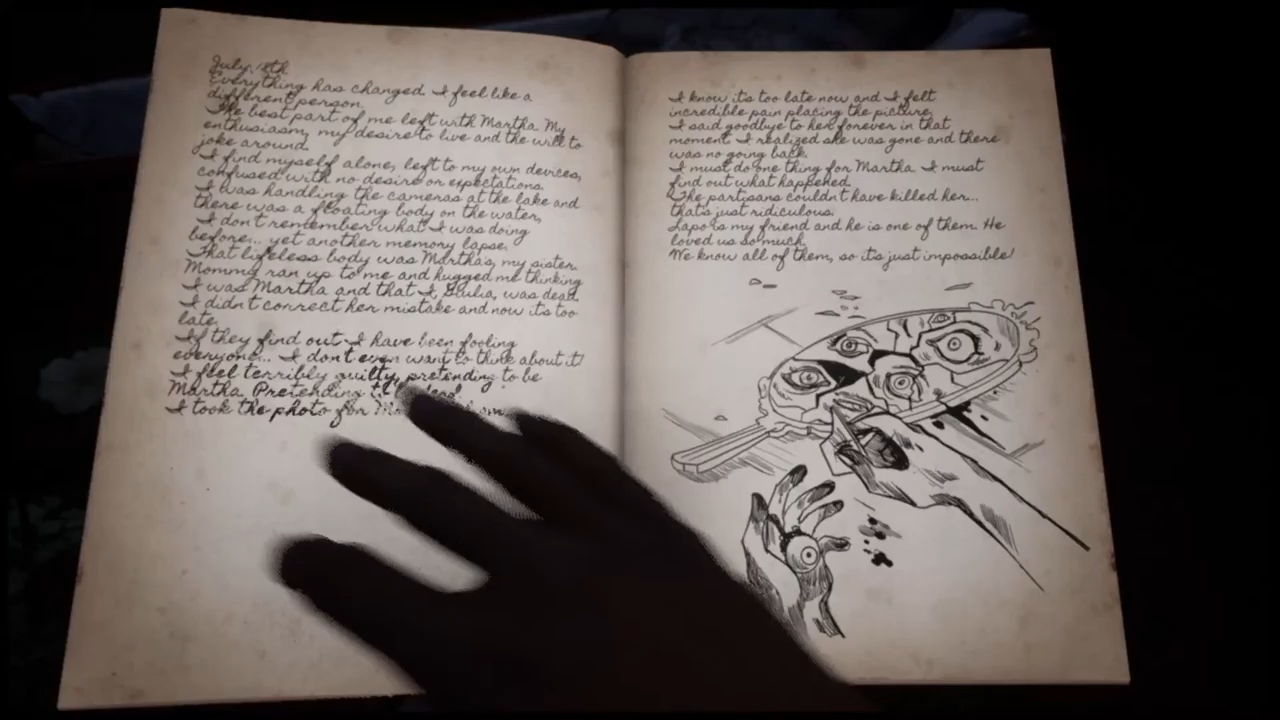 July, 18th
Everything has changed. I feel like a
different person.
The best part of me left with Martha. My
enthusiasm, my desire to live and the will to
joke around.
I find myself alone, left to my own devices,
confused with no desire or expectations.
I was handling the cameras at the lake and
there was a floating body on the water,
I don't remember what I was doing
before... yet another memory lapse.
That lifeless body was Martha's, my sister.
Mommy ran up to me and hugged me thinking
I was Martha and that I, Giulia, was dead.
I didn't correct her mistake and now it's too
late.
If they find out I have been fooling
everyone... I don't even want to think about it!
I feel terribly guilty, pretending to be
Martha. Pretending to
I took the photo for
I know it's too late now and I felt
incredible pain placing the picture.
I said goodbye to her forever in that
moment. I realized she was gone and there
was no going back.
I must do one thing for Martha. I must
find out what happened.
The partisans couldn't have killed her...
that's just ridiculous.
Lapo is my friend and he is one of them. He
loved us so much.
We know all of them, so it's just impossible!